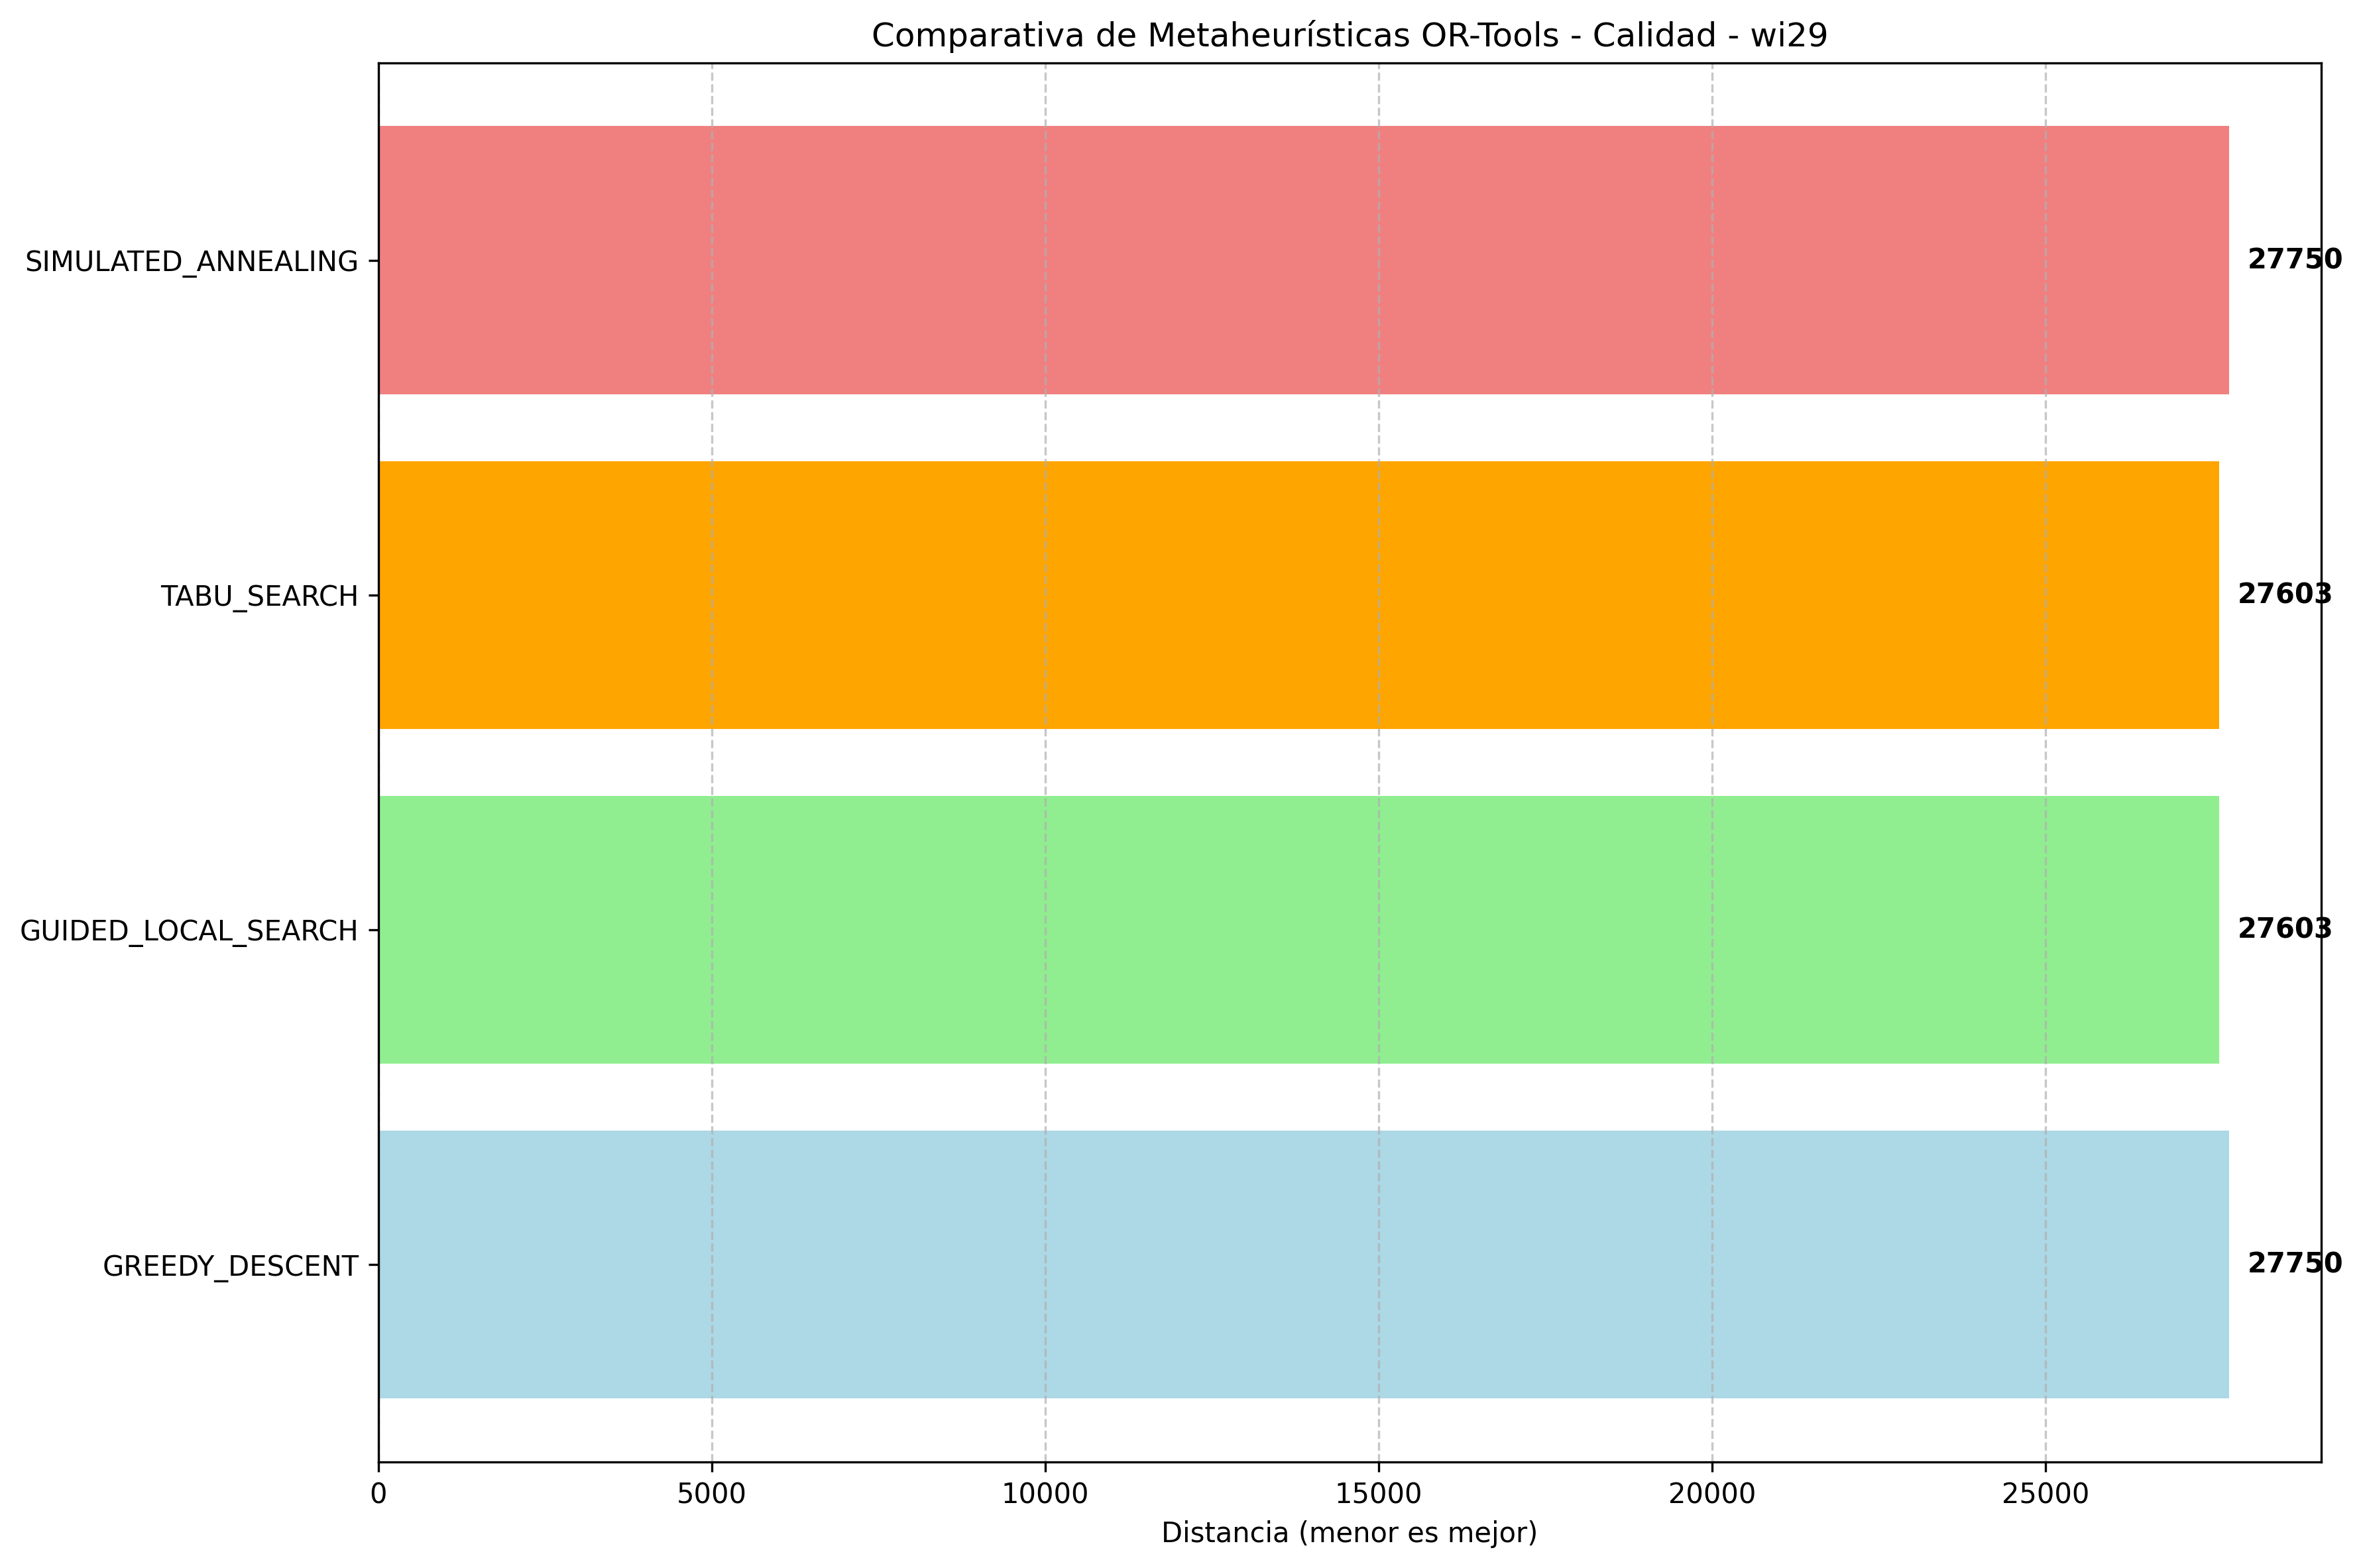 Comparativa de Metaheurísticas OR-Tools - Calidad - wi29
SIMULATED_ANNEALING
27750
TABU_SEARCH
27603
GUIDED_LOCAL_SEARCH
27603
GREEDY_DESCENT
27750
0 5000 10000 15000 20000 25000
Distancia (menor es mejor)